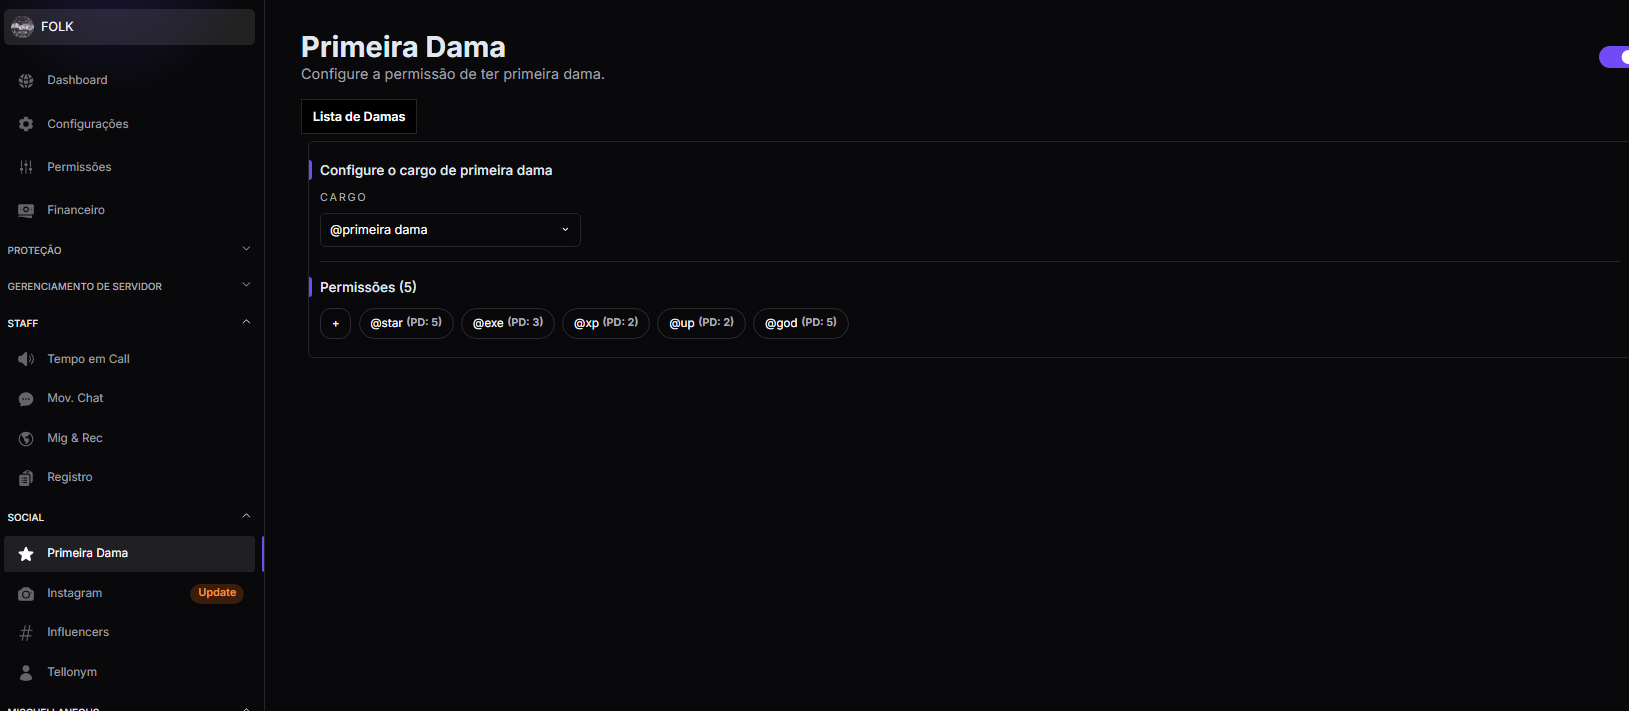 FOLK
Dashboard
Configurações
Permissões
Financeiro
PROTEÇÃO
GERENCIAMENTO DE SERVIDOR
STAFF
Tempo em Call
Mov. Chat
Mig & Rec
Registro
SOCIAL
Primeira Dama
Instagram Update
Influencers
Tellonym
MISCELLANEOUS
Primeira Dama
Configure a permissão de ter primeira dama.
Lista de Damas
Configure o cargo de primeira dama
CARGO
@primeira dama
Permissões (5)
+ @star (PD: 5) @exe (PD: 3) @xp (PD: 2) @up (PD: 2) @god (PD: 5)